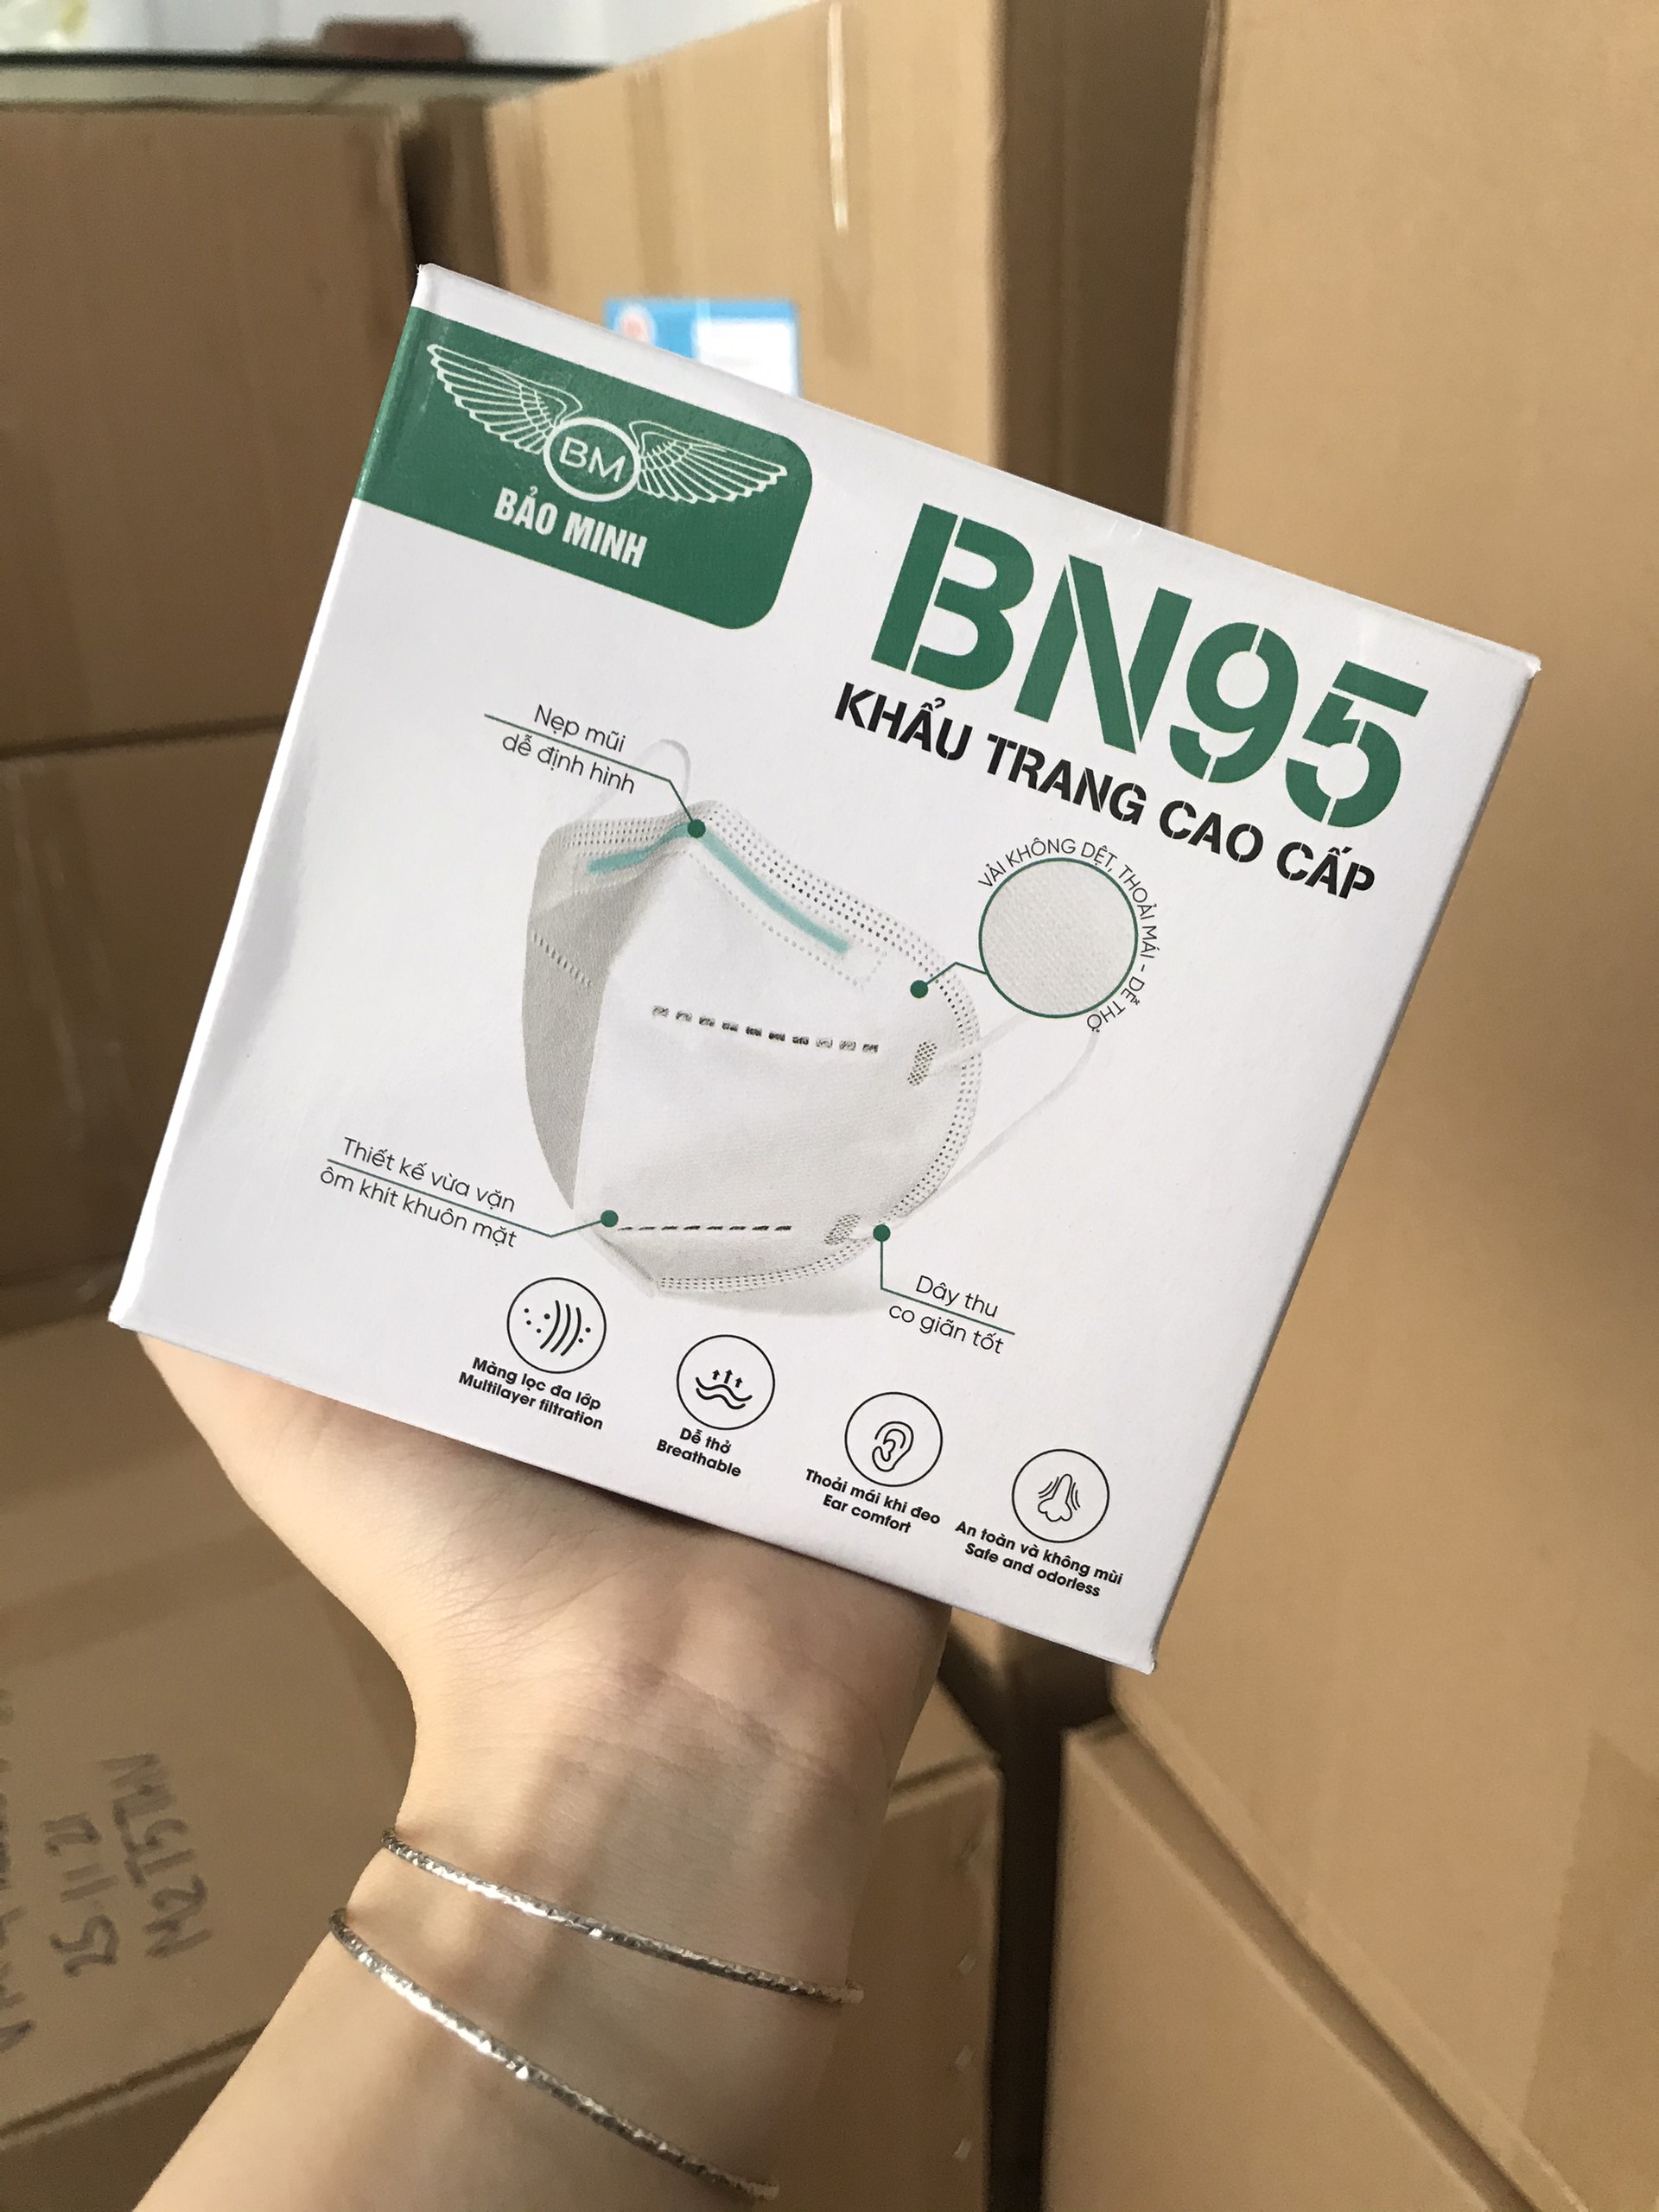 BM
BẢO MINH
BN95
KHẨU TRANG CAO CẤP
Nẹp mũi
dễ định hình
VẢI KHÔNG DỆT, THOẢI MÁI - DỄ THỞ
Thiết kế vừa vặn
ôm khít khuôn mặt
Dây thu
co giãn tốt
Màng lọc đa lớp
Multilayer filtration
Dễ thở
Breathable
Thoải mái khi đeo
Ear comfort
An toàn và không mùi
Safe and odorless